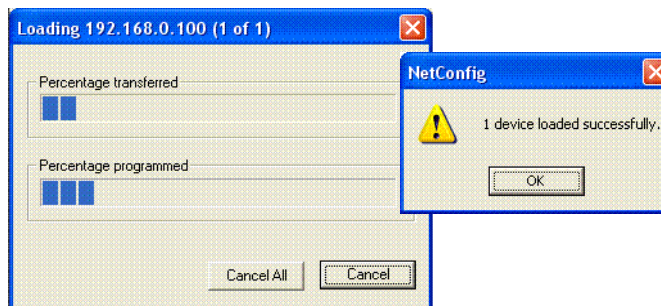 Loading 192.168.0.100 (1 of 1)
Percentage transferred
Percentage programmed
Cancel All
Cancel
NetConfig
1 device loaded successfully.
OK